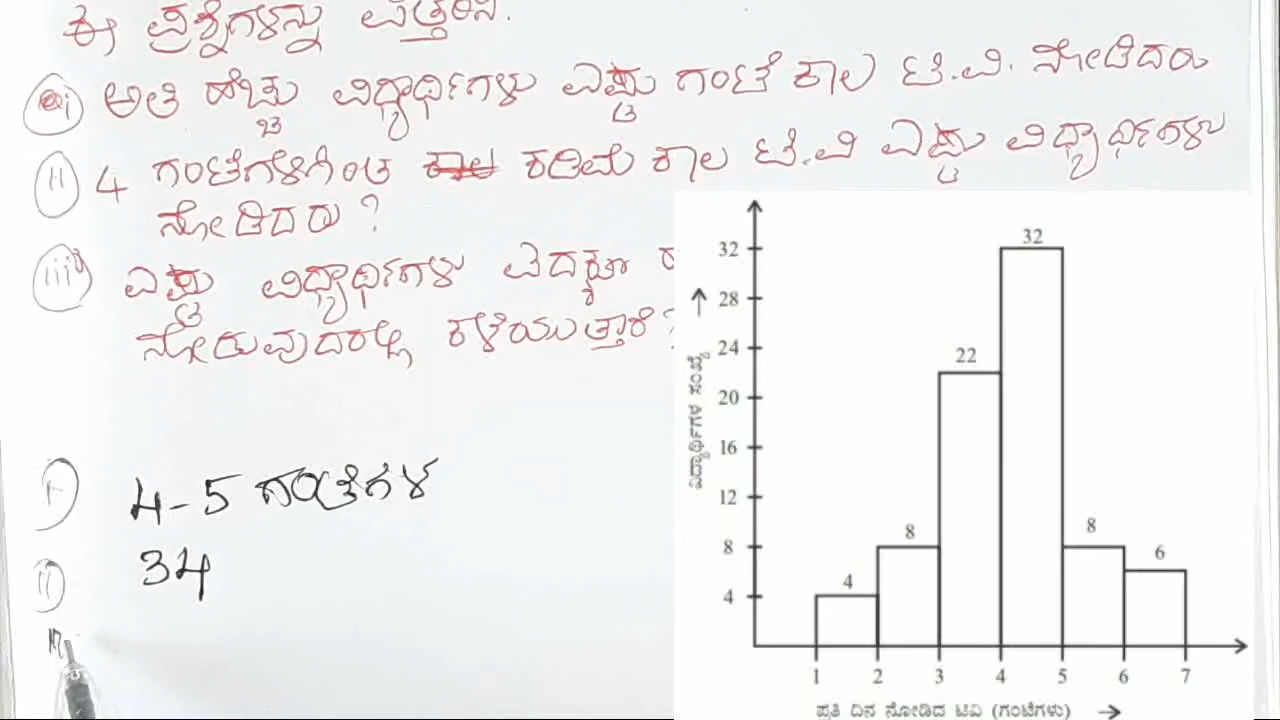 ಈ ಪ್ರಶ್ನೆಗಳನ್ನು
i ಅತಿ ಹೆಚ್ಚು ವಿದ್ಯಾರ್ಥಿಗಳು ಎಷ್ಟು ಗಂಟೆ ಕಾಲ ಟಿ.ವಿ. ನೋಡಿದರು
ii 4 ಗಂಟೆಗಳಿಗಿಂತ ಕಾಲ ಕಡಿಮೆ ಕಾಲ ಟಿ.ವಿ ಎಷ್ಟು ವಿದ್ಯಾರ್ಥಿಗಳು
ನೋಡಿದರು ?
iii ಎಷ್ಟು ವಿದ್ಯಾರ್ಥಿಗಳು
ನೋಡುವುದರಲ್ಲಿ ಕಳೆಯುತ್ತಾರೆ ?
I 4-5 ಗಂಟೆಗಳ
II 34
ವಿದ್ಯಾರ್ಥಿಗಳ ಸಂಖ್ಯೆ
32
28
24
20
16
12
8
4
4
8
22
32
8
6
1 2 3 4 5 6 7
ಪ್ರತಿ ದಿನ ನೋಡಿದ ಟಿವಿ (ಗಂಟೆಗಳು)